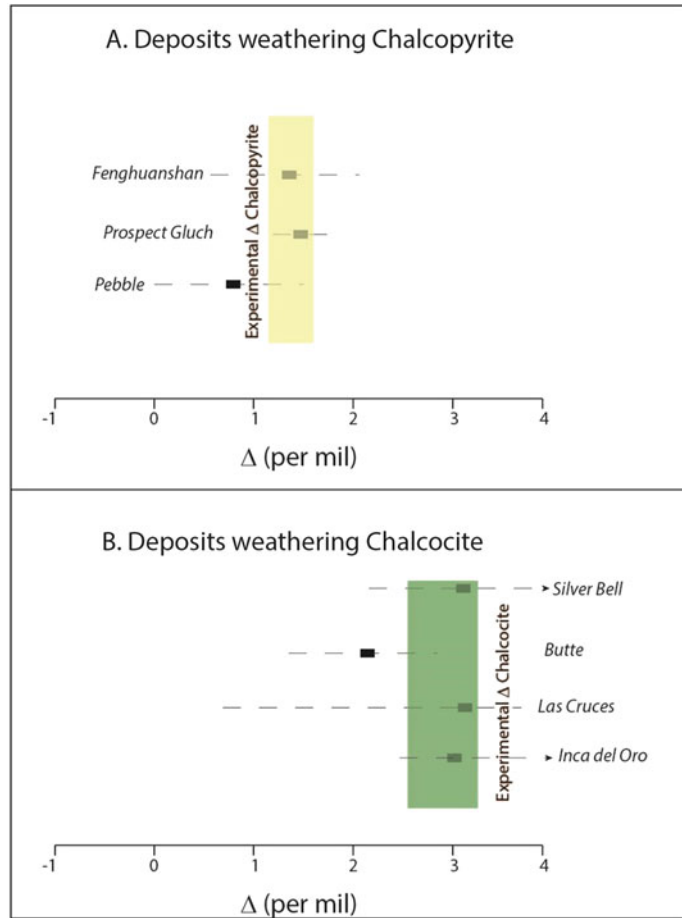 A. Deposits weathering Chalcopyrite
Fenghuanshan
Prospect Gluch
Pebble
Experimental Δ Chalcopyrite
-1 0 1 2 3 4
Δ (per mil)
B. Deposits weathering Chalcocite
Silver Bell
Butte
Las Cruces
Inca del Oro
Experimental Δ Chalcocite
-1 0 1 2 3 4
Δ (per mil)